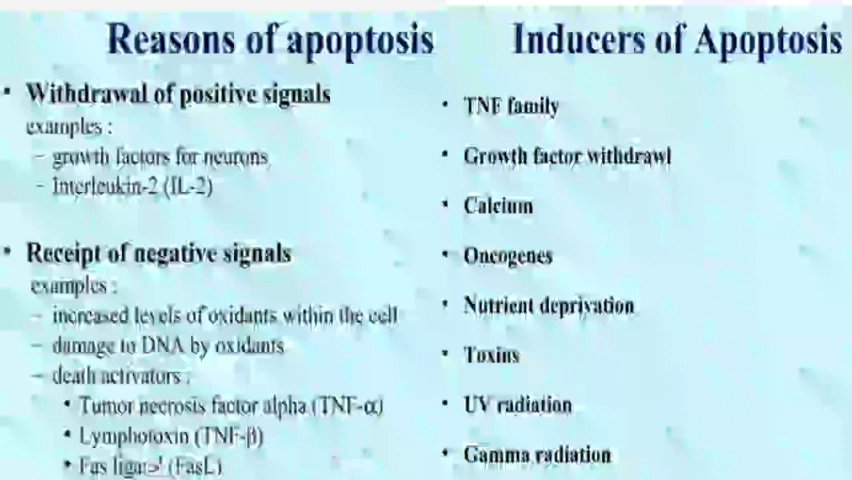 Reasons of apoptosis
• Withdrawal of positive signals
examples :
– growth factors for neurons
– Interleukin-2 (IL-2)
• Receipt of negative signals
examples :
– increased levels of oxidants within the cell
– damage to DNA by oxidants
– death activators :
• Tumor necrosis factor alpha (TNF-α)
• Lymphotoxin (TNF-β)
• Fas ligand (FasL)
Inducers of Apoptosis
• TNF family
• Growth factor withdrawl
• Calcium
• Oncogenes
• Nutrient deprivation
• Toxins
• UV radiation
• Gamma radiation